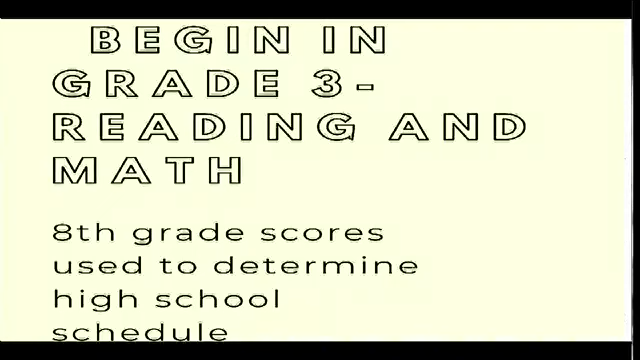 BEGIN IN
GRADE 3-
READING AND
MATH
8th grade scores
used to determine
high school
schedule